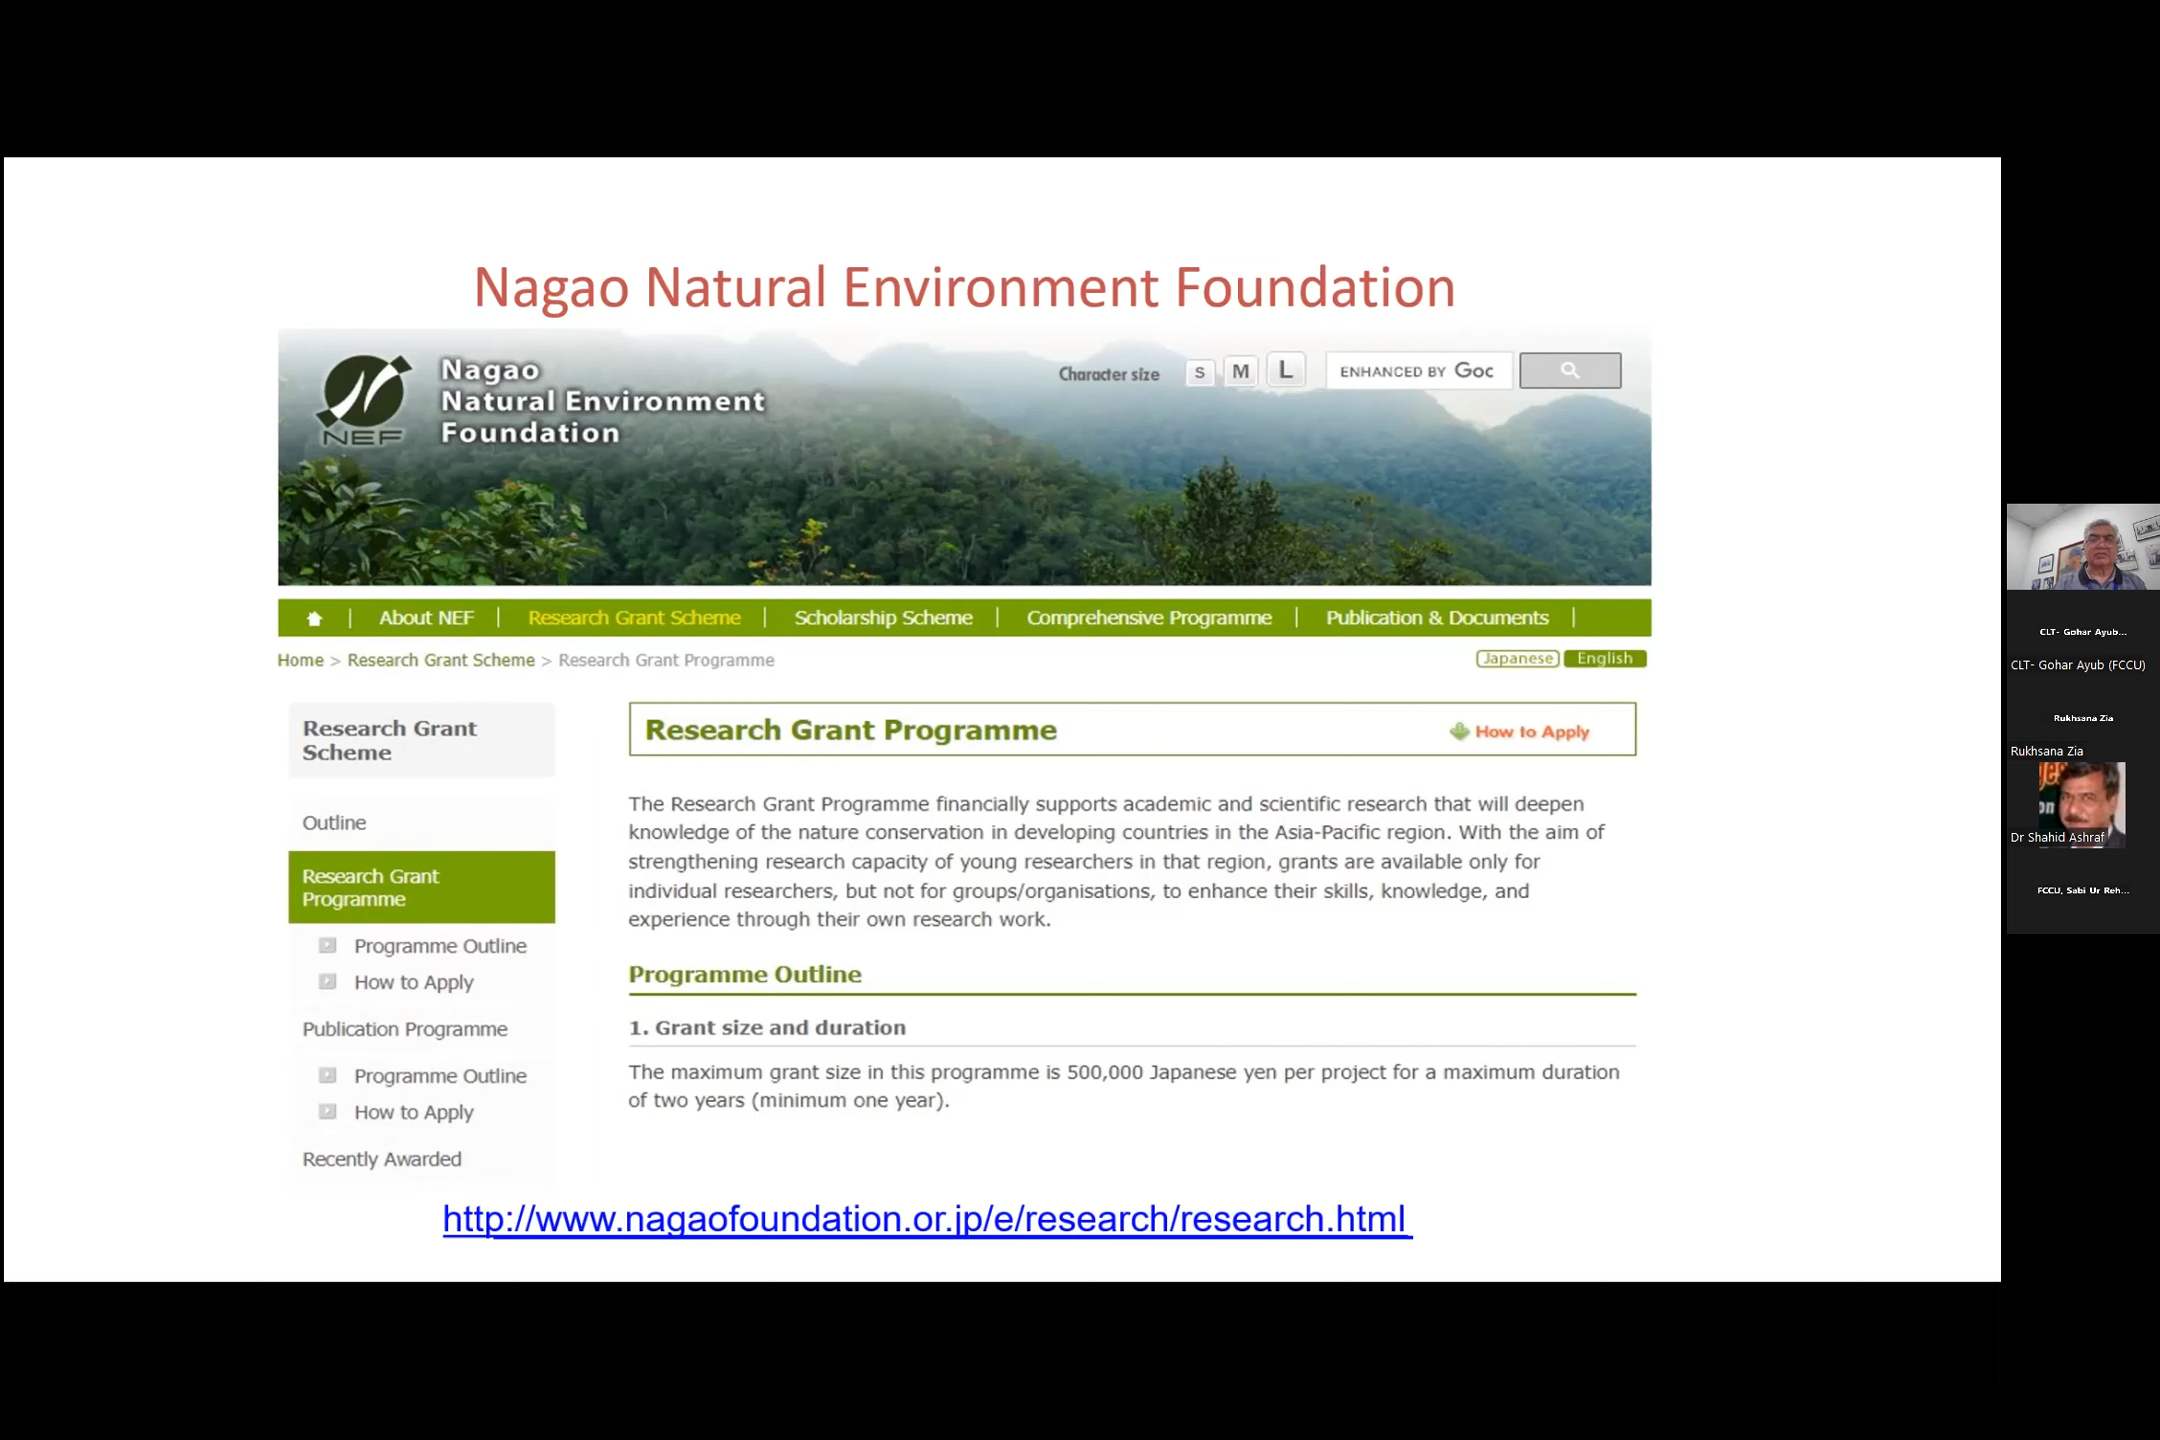 Nagao Natural Environment Foundation
NEF
Nagao
Natural Environment
Foundation
Character size S M L ENHANCED BY Goc
About NEF | Research Grant Scheme | Scholarship Scheme | Comprehensive Programme | Publication & Documents |
Home > Research Grant Scheme > Research Grant Programme
Japanese English
Research Grant
Scheme
Outline
Research Grant
Programme
Programme Outline
How to Apply
Publication Programme
Programme Outline
How to Apply
Recently Awarded
Research Grant Programme How to Apply
The Research Grant Programme financially supports academic and scientific research that will deepen
knowledge of the nature conservation in developing countries in the Asia-Pacific region. With the aim of
strengthening research capacity of young researchers in that region, grants are available only for
individual researchers, but not for groups/organisations, to enhance their skills, knowledge, and
experience through their own research work.
Programme Outline
1. Grant size and duration
The maximum grant size in this programme is 500,000 Japanese yen per project for a maximum duration
of two years (minimum one year).
http://www.nagaofoundation.or.jp/e/research/research.html
CLT- Gohar Ayub...
CLT- Gohar Ayub (FCCU)
Rukhsana Zia
Rukhsana Zia
Dr Shahid Ashraf
FCCU, Sabi Ur Reh...